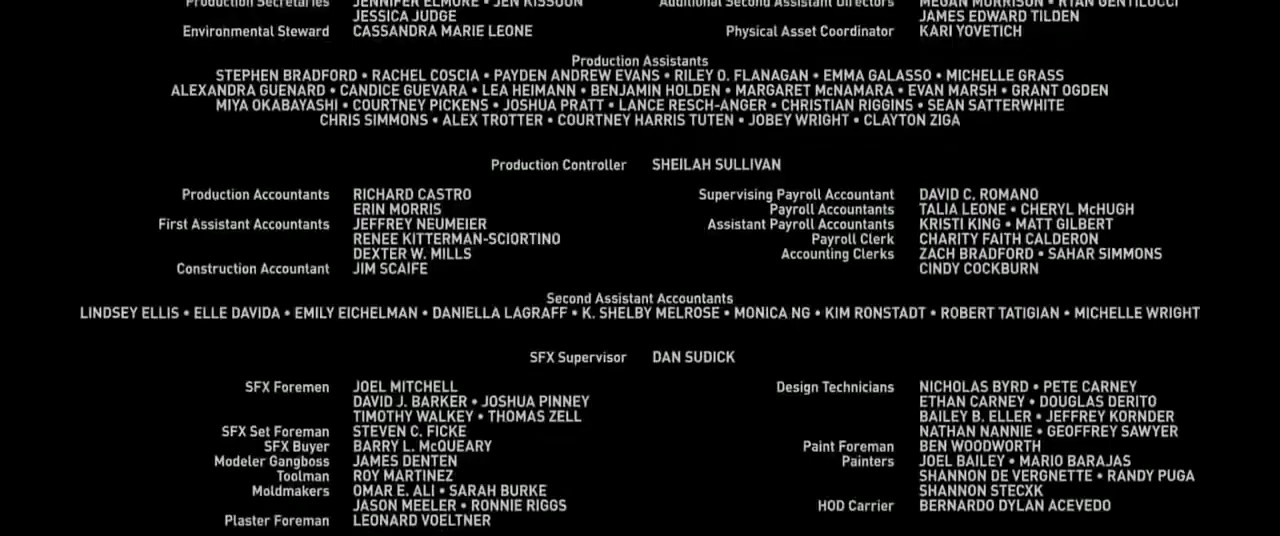 Production Secretaries JENNIFER ELMORE • JEN KISSOON Additional Second Assistant Directors MEGAN MORRISON • RYAN GENTILUCCI
JESSICA JUDGE JAMES EDWARD TILDEN
Environmental Steward CASSANDRA MARIE LEONE Physical Asset Coordinator KARI YOVETICH
Production Assistants
STEPHEN BRADFORD • RACHEL COSCIA • PAYDEN ANDREW EVANS • RILEY O. FLANAGAN • EMMA GALASSO • MICHELLE GRASS
ALEXANDRA GUENARD • CANDICE GUEVARA • LEA HEIMANN • BENJAMIN HOLDEN • MARGARET McNAMARA • EVAN MARSH • GRANT OGDEN
MIYA OKABAYASHI • COURTNEY PICKENS • JOSHUA PRATT • LANCE RESCH-ANGER • CHRISTIAN RIGGINS • SEAN SATTERWHITE
CHRIS SIMMONS • ALEX TROTTER • COURTNEY HARRIS TUTEN • JOBEY WRIGHT • CLAYTON ZIGA
Production Controller SHEILAH SULLIVAN
Production Accountants RICHARD CASTRO Supervising Payroll Accountant DAVID C. ROMANO
ERIN MORRIS Payroll Accountants TALIA LEONE • CHERYL McHUGH
First Assistant Accountants JEFFREY NEUMEIER Assistant Payroll Accountants KRISTI KING • MATT GILBERT
RENEE KITTERMAN-SCIORTINO Payroll Clerk CHARITY FAITH CALDERON
DEXTER W. MILLS Accounting Clerks ZACH BRADFORD • SAHAR SIMMONS
Construction Accountant JIM SCAIFE CINDY COCKBURN
Second Assistant Accountants
LINDSEY ELLIS • ELLE DAVIDA • EMILY EICHELMAN • DANIELLA LAGRAFF • K. SHELBY MELROSE • MONICA NG • KIM RONSTADT • ROBERT TATIGIAN • MICHELLE WRIGHT
SFX Supervisor DAN SUDICK
SFX Foremen JOEL MITCHELL Design Technicians NICHOLAS BYRD • PETE CARNEY
DAVID J. BARKER • JOSHUA PINNEY ETHAN CARNEY • DOUGLAS DERITO
TIMOTHY WALKEY • THOMAS ZELL BAILEY B. ELLER • JEFFREY KORNDER
SFX Set Foreman STEVEN C. FICKE NATHAN NANNIE • GEOFFREY SAWYER
SFX Buyer BARRY L. McQUEARY Paint Foreman BEN WOODWORTH
Modeler Gangboss JAMES DENTEN Painters JOEL BAILEY • MARIO BARAJAS
Toolman ROY MARTINEZ SHANNON DE VERGNETTE • RANDY PUGA
Moldmakers OMAR E. ALI • SARAH BURKE SHANNON STECXK
JASON MEELER • RONNIE RIGGS HOD Carrier BERNARDO DYLAN ACEVEDO
Plaster Foreman LEONARD VOELTNER